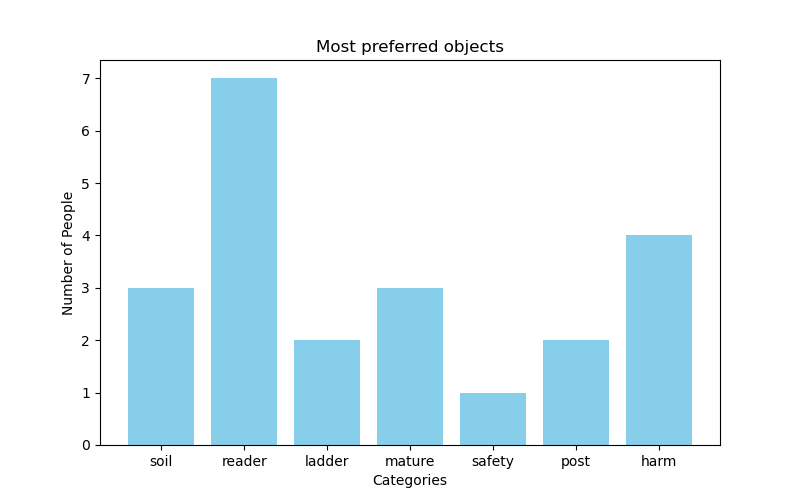 Most preferred objects
Number of People
7
6
5
4
3
2
1
0
soil reader ladder mature safety post harm
Categories